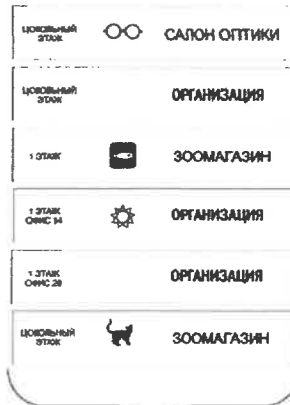 ЦОКОЛЬНЫЙ
ЭТАЖ
САЛОН ОПТИКИ
ЦОКОЛЬНЫЙ
ЭТАЖ
ОРГАНИЗАЦИЯ
1 ЭТАЖ
ЗООМАГАЗИН
1 ЭТАЖ
ОФИС 14
ОРГАНИЗАЦИЯ
1 ЭТАЖ
ОФИС 29
ОРГАНИЗАЦИЯ
ЦОКОЛЬНЫЙ
ЭТАЖ
ЗООМАГАЗИН